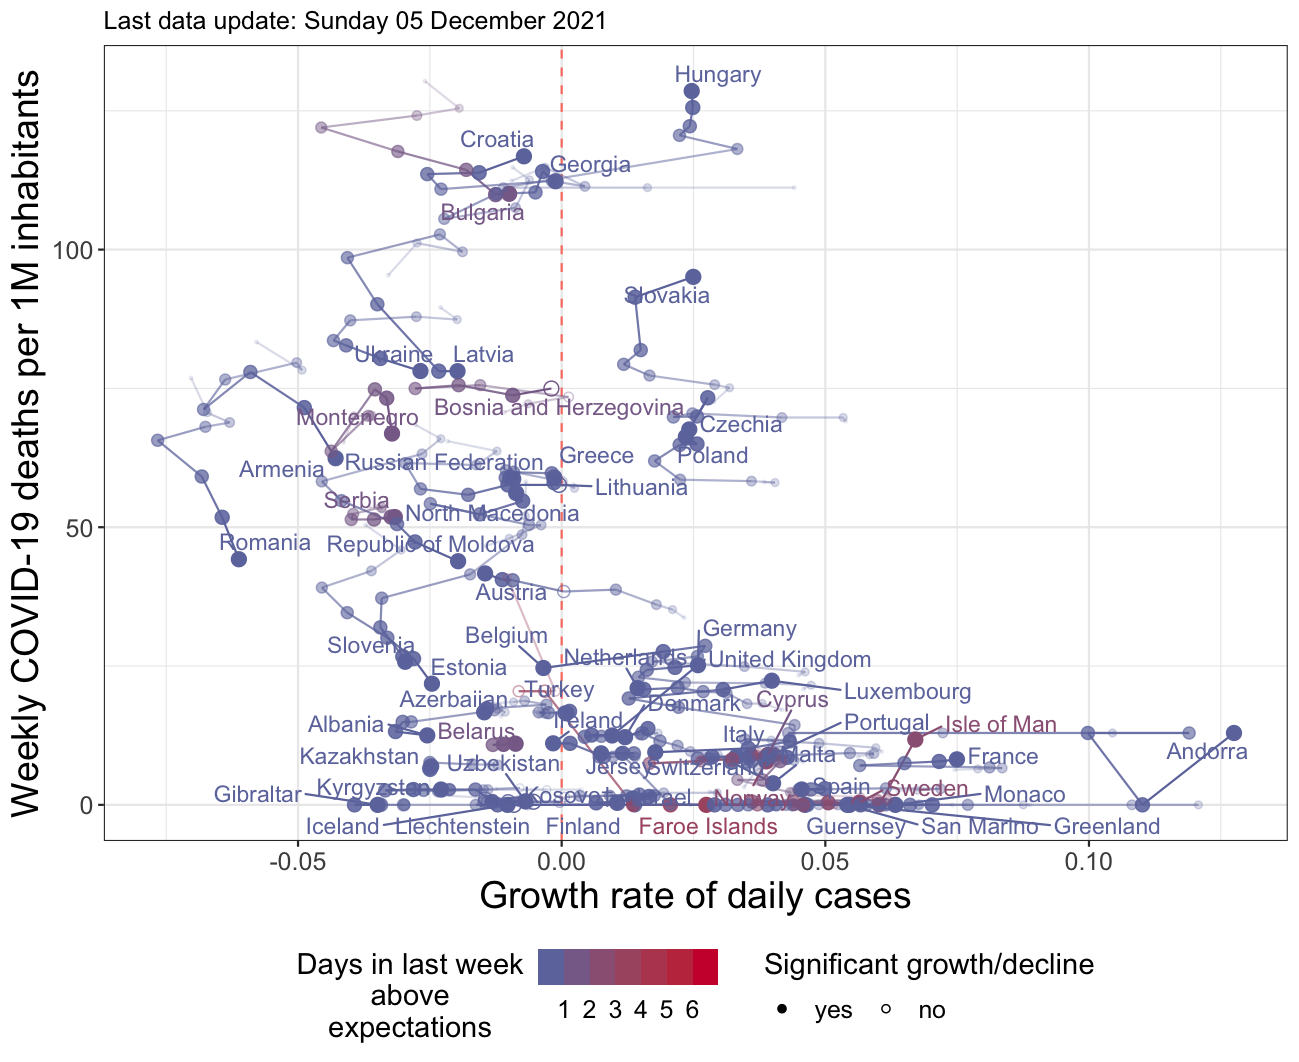 Last data update: Sunday 05 December 2021
Weekly COVID-19 deaths per 1M inhabitants
Hungary
Croatia
Georgia
Bulgaria
100
Slovakia
Ukraine
Latvia
Bosnia and Herzegovina
Montenegro
Czechia
Greece
Poland
Armenia
Russian Federation
Lithuania
Serbia
North Macedonia
50
Romania
Republic of Moldova
Austria
Belgium
Germany
Slovenia
Netherlands
United Kingdom
Estonia
Azerbaijan
Turkey
Luxembourg
Denmark
Cyprus
Albania
Belarus
Ireland
Italy
Portugal
Isle of Man
Andorra
Kazakhstan
Uzbekistan
Jersey
Switzerland
Malta
France
Gibraltar
Kosovo
Israel
Norway
Spain
Sweden
Monaco
0
Iceland
Liechtenstein
Finland
Faroe Islands
Guernsey
San Marino
Greenland
-0.05
0.00
0.05
0.10
Growth rate of daily cases
Days in last week
above
expectations
1 2 3 4 5 6
Significant growth/decline
yes
no